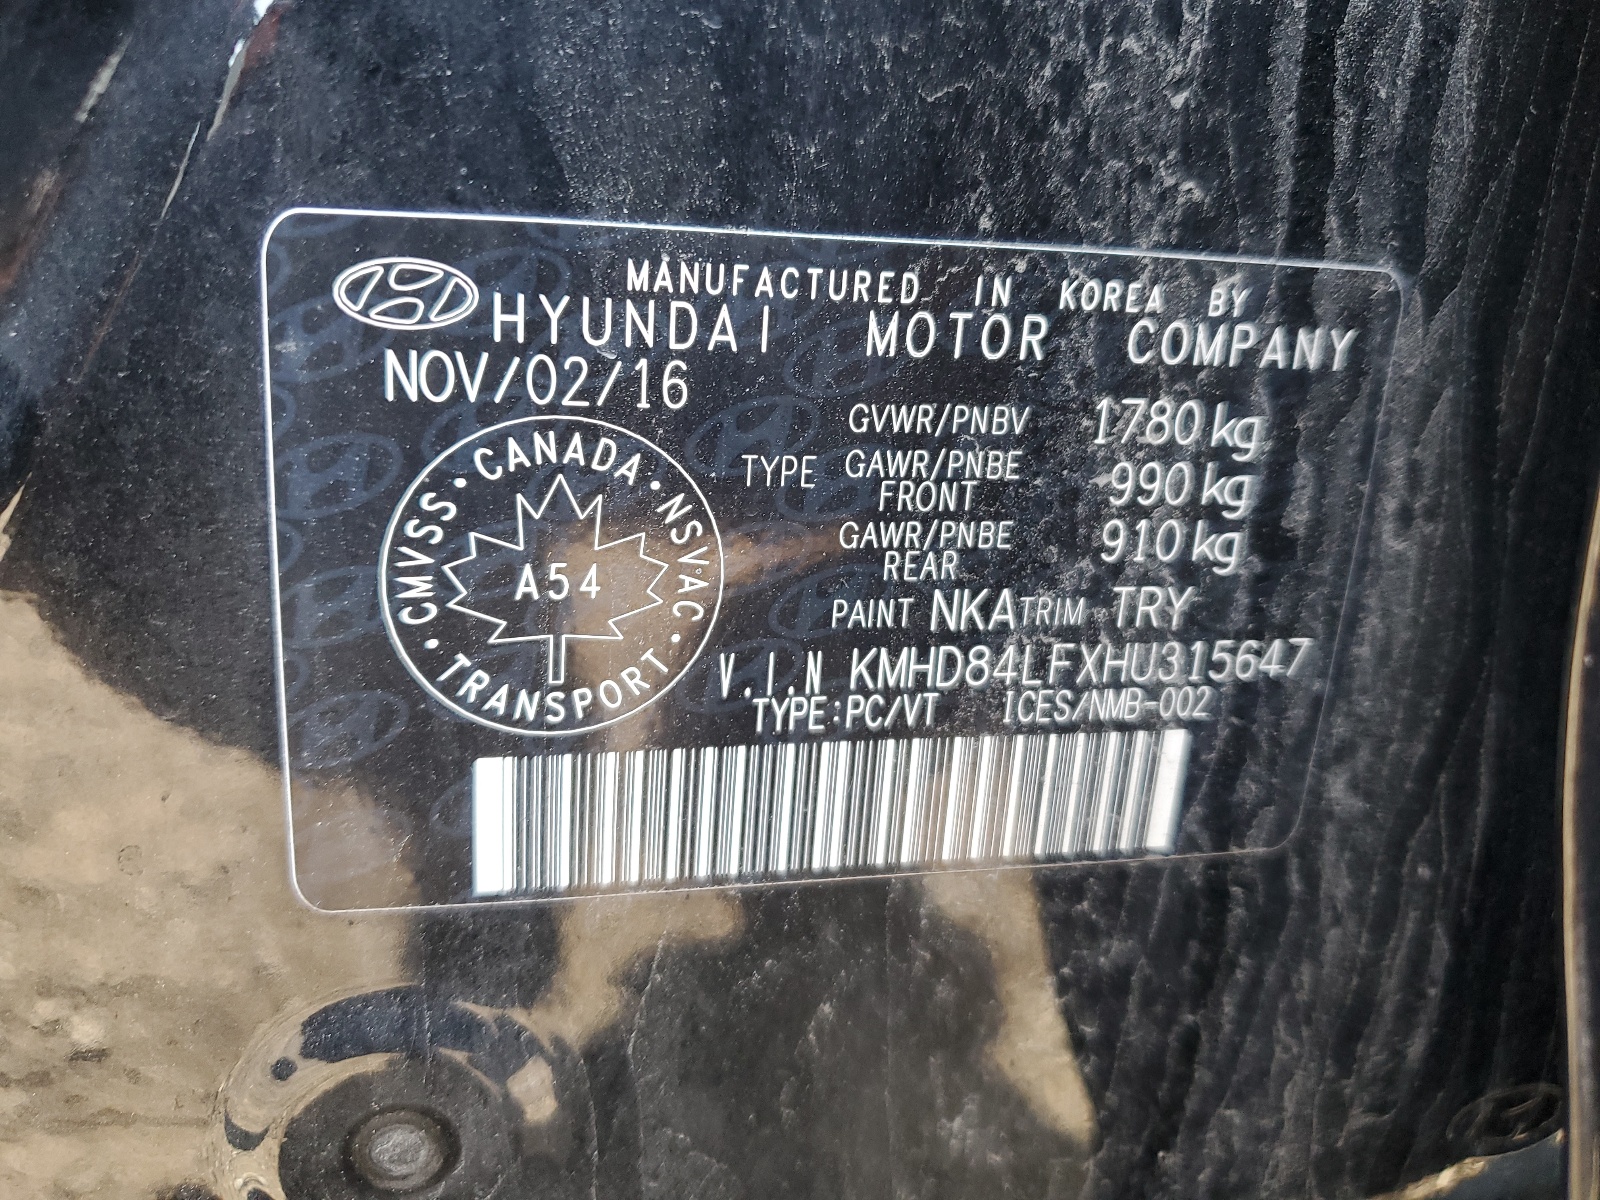 MANUFACTURED IN KOREA BY
HYUNDAI MOTOR COMPANY
NOV/02/16
CMVSS · CANADA · NSVAC · TRANSPORT ·
A54
GVWR/PNBV 1780 kg
TYPE GAWR/PNBE FRONT 990 kg
GAWR/PNBE REAR 910 kg
PAINT NKA TRIM TRY
V.I.N KMHD84LFXHU315647
TYPE:PC/VT ICES/NMB-002